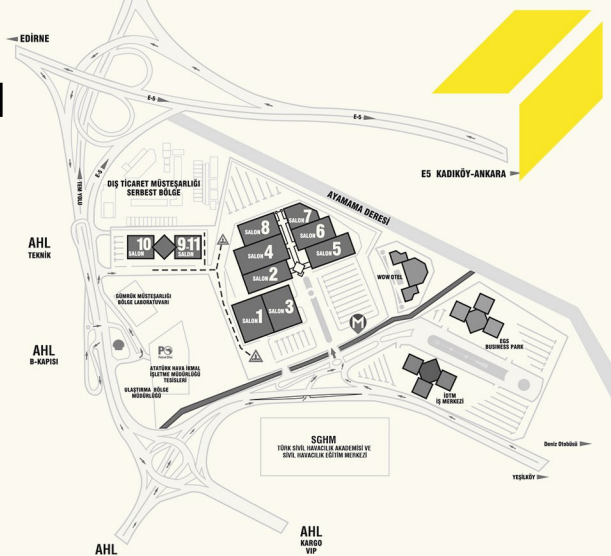 EDİRNE
E-5
E-5
E-5
E5 KADIKÖY-ANKARA
YEM YOLU
DIŞ TİCARET MÜSTEŞARLIĞI
SERBEST BÖLGE
AYAMAMA DERESİ
AHL
TEKNİK
10
SALON
9-11
SALON
SALON 8
7
SALON
SALON 6
SALON 4
SALON 5
SALON 2
SALON 1
SALON 3
WOW OTEL
M
GÜMRÜK MÜSTEŞARLIĞI
BÖLGE LABORATUVARI
EGS
BUSINESS PARK
AHL
B-KAPISI
PO
ATATÜRK HAVA İKMAL
İŞLETME MÜDÜRLÜĞÜ
TESİSLERİ
ULAŞTIRMA BÖLGE
MÜDÜRLÜĞÜ
İDTM
İŞ MERKEZİ
SGHM
TÜRK SİVİL HAVACILIK AKADEMİSİ VE
SİVİL HAVACILIK EĞİTİM MERKEZİ
Deniz Otobüsü
YEŞİLKÖY
AHL
KARGO
VIP
AHL